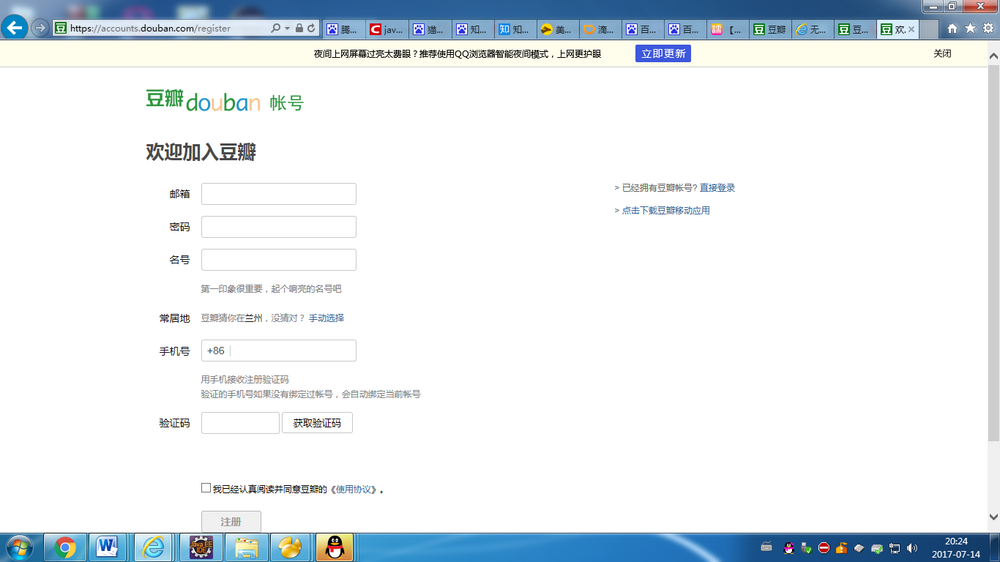 https://accounts.douban.com/register
腾...
jav...
猫...
知...
知...
美...
滴...
百...
百...
【...
豆瓣
无...
豆...
欢.
夜间上网屏幕过亮太费眼？推荐使用QQ浏览器智能夜间模式，上网更护眼
立即更新
关闭
豆瓣douban 帐号
欢迎加入豆瓣
邮箱
> 已经拥有豆瓣帐号? 直接登录
> 点击下载豆瓣移动应用
密码
名号
第一印象很重要，起个响亮的名号吧
常居地 豆瓣猜你在兰州，没猜对？ 手动选择
手机号 +86
用手机接收注册验证码
验证的手机号如果没有绑定过帐号，会自动绑定当前帐号
验证码 获取验证码
我已经认真阅读并同意豆瓣的《使用协议》。
注册
Java EE
IDE
20:24
2017-07-14